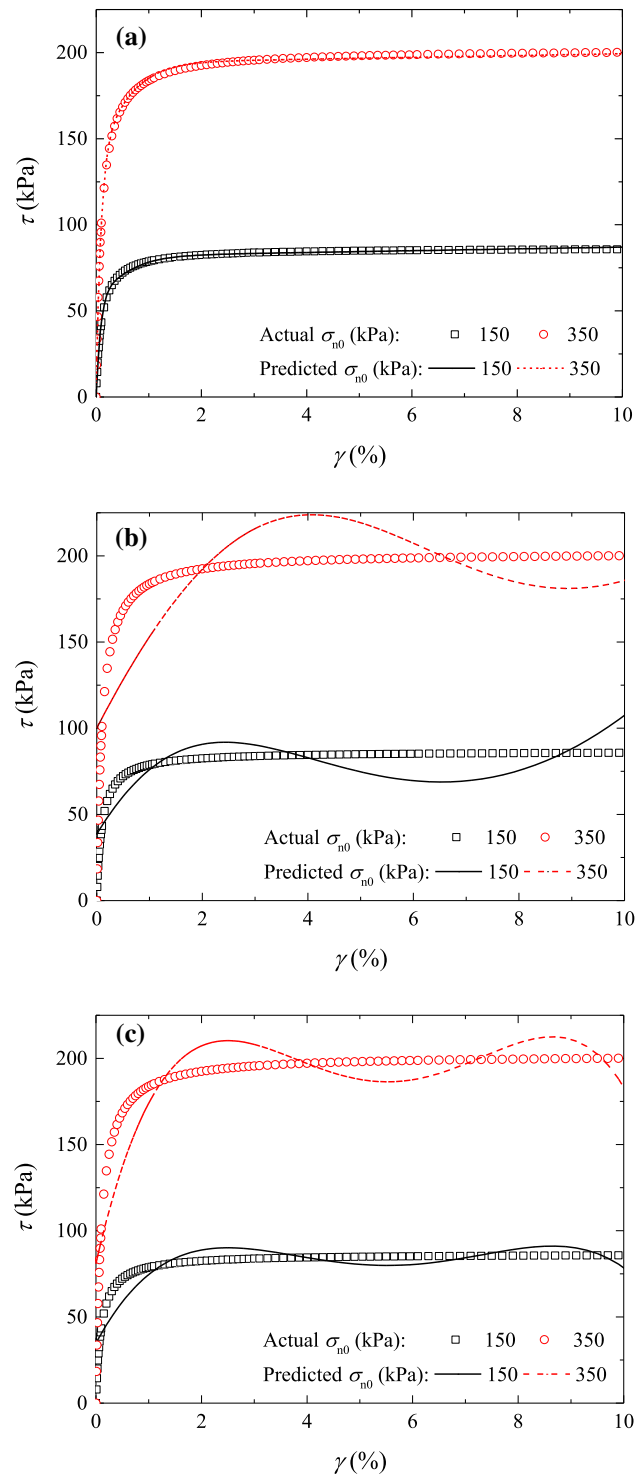 (a)
200
150
100
50
0
τ (kPa)
Actual σn0 (kPa): 150 350
Predicted σn0 (kPa): 150 350
0 2 4 6 8 10
γ (%)
(b)
200
150
100
50
0
τ (kPa)
Actual σn0 (kPa): 150 350
Predicted σn0 (kPa): 150 350
0 2 4 6 8 10
γ (%)
(c)
200
150
100
50
0
τ (kPa)
Actual σn0 (kPa): 150 350
Predicted σn0 (kPa): 150 350
0 2 4 6 8 10
γ (%)